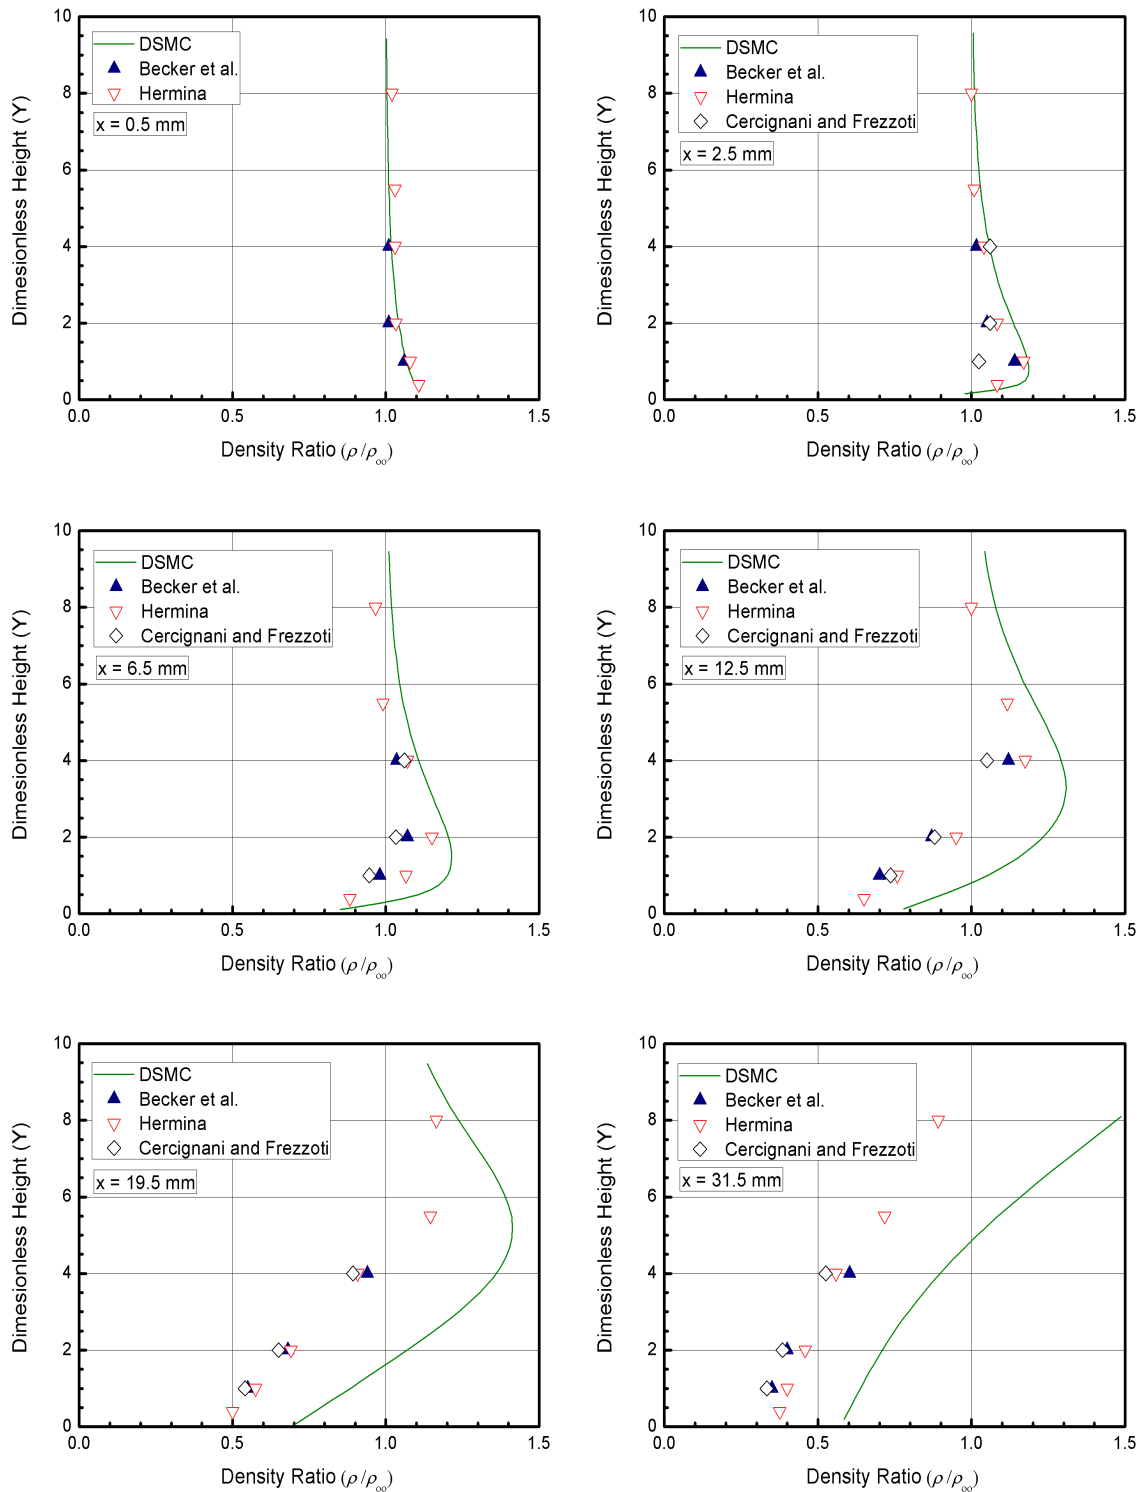 10
8
6
4
2
0
Dimesionless Height (Y)
DSMC
Becker et al.
Hermina
x = 0.5 mm
0.0 0.5 1.0 1.5
Density Ratio (ρ/ρ∞)
10
8
6
4
2
0
Dimesionless Height (Y)
DSMC
Becker et al.
Hermina
Cercignani and Frezzoti
x = 2.5 mm
0.0 0.5 1.0 1.5
Density Ratio (ρ/ρ∞)
10
8
6
4
2
0
Dimesionless Height (Y)
DSMC
Becker et al.
Hermina
Cercignani and Frezzoti
x = 6.5 mm
0.0 0.5 1.0 1.5
Density Ratio (ρ/ρ∞)
10
8
6
4
2
0
Dimesionless Height (Y)
DSMC
Becker et al.
Hermina
Cercignani and Frezzoti
x = 12.5 mm
0.0 0.5 1.0 1.5
Density Ratio (ρ/ρ∞)
10
8
6
4
2
0
Dimesionless Height (Y)
DSMC
Becker et al.
Hermina
Cercignani and Frezzoti
x = 19.5 mm
0.0 0.5 1.0 1.5
Density Ratio (ρ/ρ∞)
10
8
6
4
2
0
Dimesionless Height (Y)
DSMC
Becker et al.
Hermina
Cercignani and Frezzoti
x = 31.5 mm
0.0 0.5 1.0 1.5
Density Ratio (ρ/ρ∞)